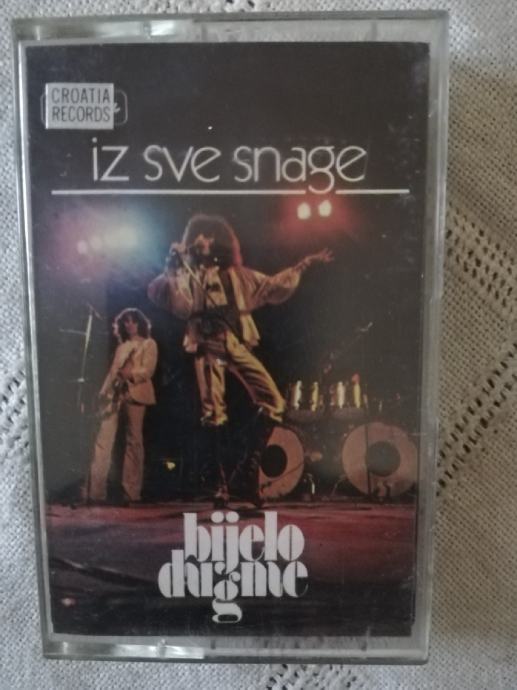 CROATIA
RECORDS
iz sve snage
bijelo
dugme